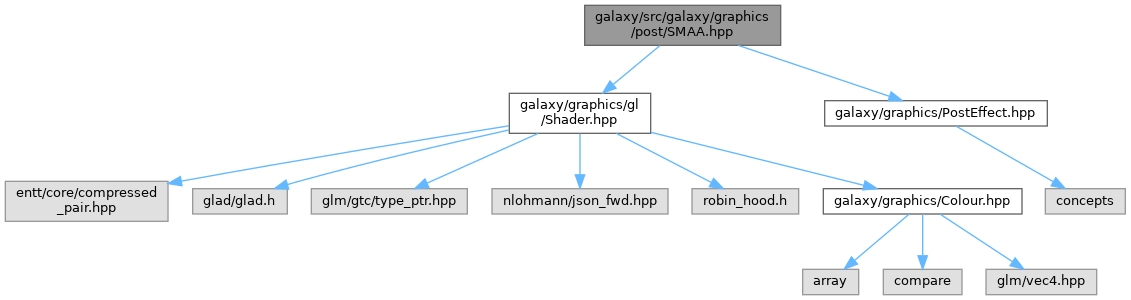 galaxy/src/galaxy/graphics
/post/SMAA.hpp
galaxy/graphics/gl
/Shader.hpp
galaxy/graphics/PostEffect.hpp
entt/core/compressed
_pair.hpp
glad/glad.h
glm/gtc/type_ptr.hpp
nlohmann/json_fwd.hpp
robin_hood.h
galaxy/graphics/Colour.hpp
concepts
array
compare
glm/vec4.hpp